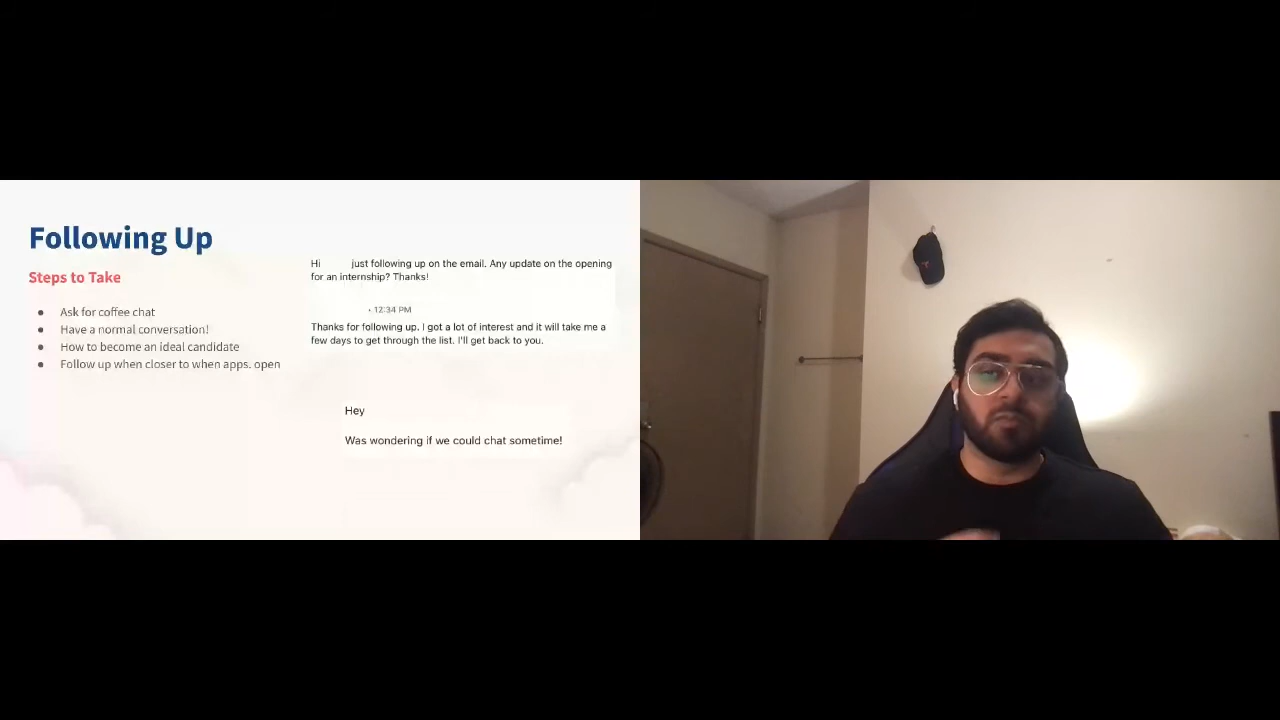 Following Up
Steps to Take
● Ask for coffee chat
● Have a normal conversation!
● How to become an ideal candidate
● Follow up when closer to when apps. open
Hi just following up on the email. Any update on the opening
for an internship? Thanks!
• 12:34 PM
Thanks for following up. I got a lot of interest and it will take me a
few days to get through the list. I'll get back to you.
Hey
Was wondering if we could chat sometime!